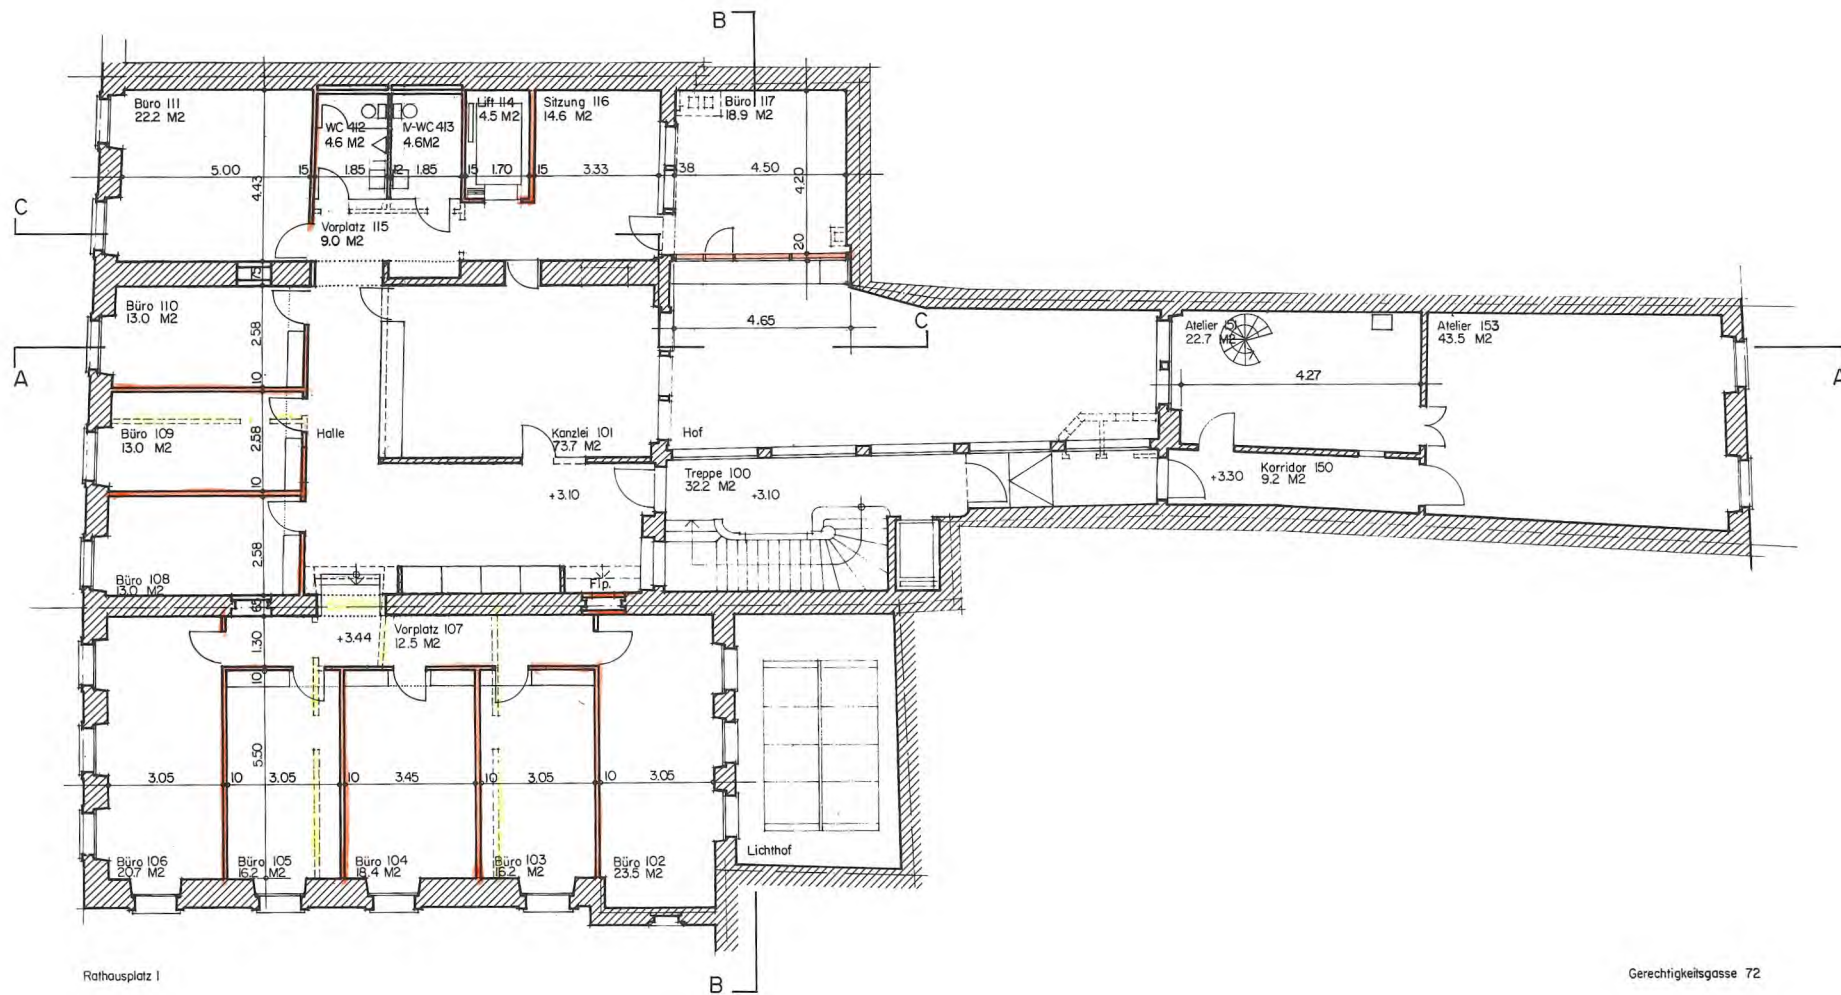 B
Büro 111
22.2 M2
WC 412
4.6 M2
IV-WC 413
4.6M2
Lift 114
4.5 M2
Sitzung 116
14.6 M2
Büro 117
18.9 M2
5.00
15
1.85
12
1.85
15
1.70
15
3.33
38
4.50
4.43
4.20
20
C
Vorplatz 115
9.0 M2
75
Büro 110
13.0 M2
2.58
4.65
C
Atelier 151
22.7 M2
Atelier 153
43.5 M2
A
A
10
4.27
Büro 109
13.0 M2
2.58
Halle
Kanzlei 101
73.7 M2
Hof
10
Treppe 100
32.2 M2
+3.10
+3.10
+3.30
Korridor 150
9.2 M2
2.58
Büro 108
13.0 M2
Flp.
65
1.30
+3.44
Vorplatz 107
12.5 M2
10
5.50
3.05
10
3.05
10
3.45
10
3.05
10
3.05
Büro 106
20.7 M2
Büro 105
16.2 M2
Büro 104
18.4 M2
Büro 103
16.2 M2
Büro 102
23.5 M2
Lichthof
B
Rathausplatz 1
Gerechtigkeitsgasse 72